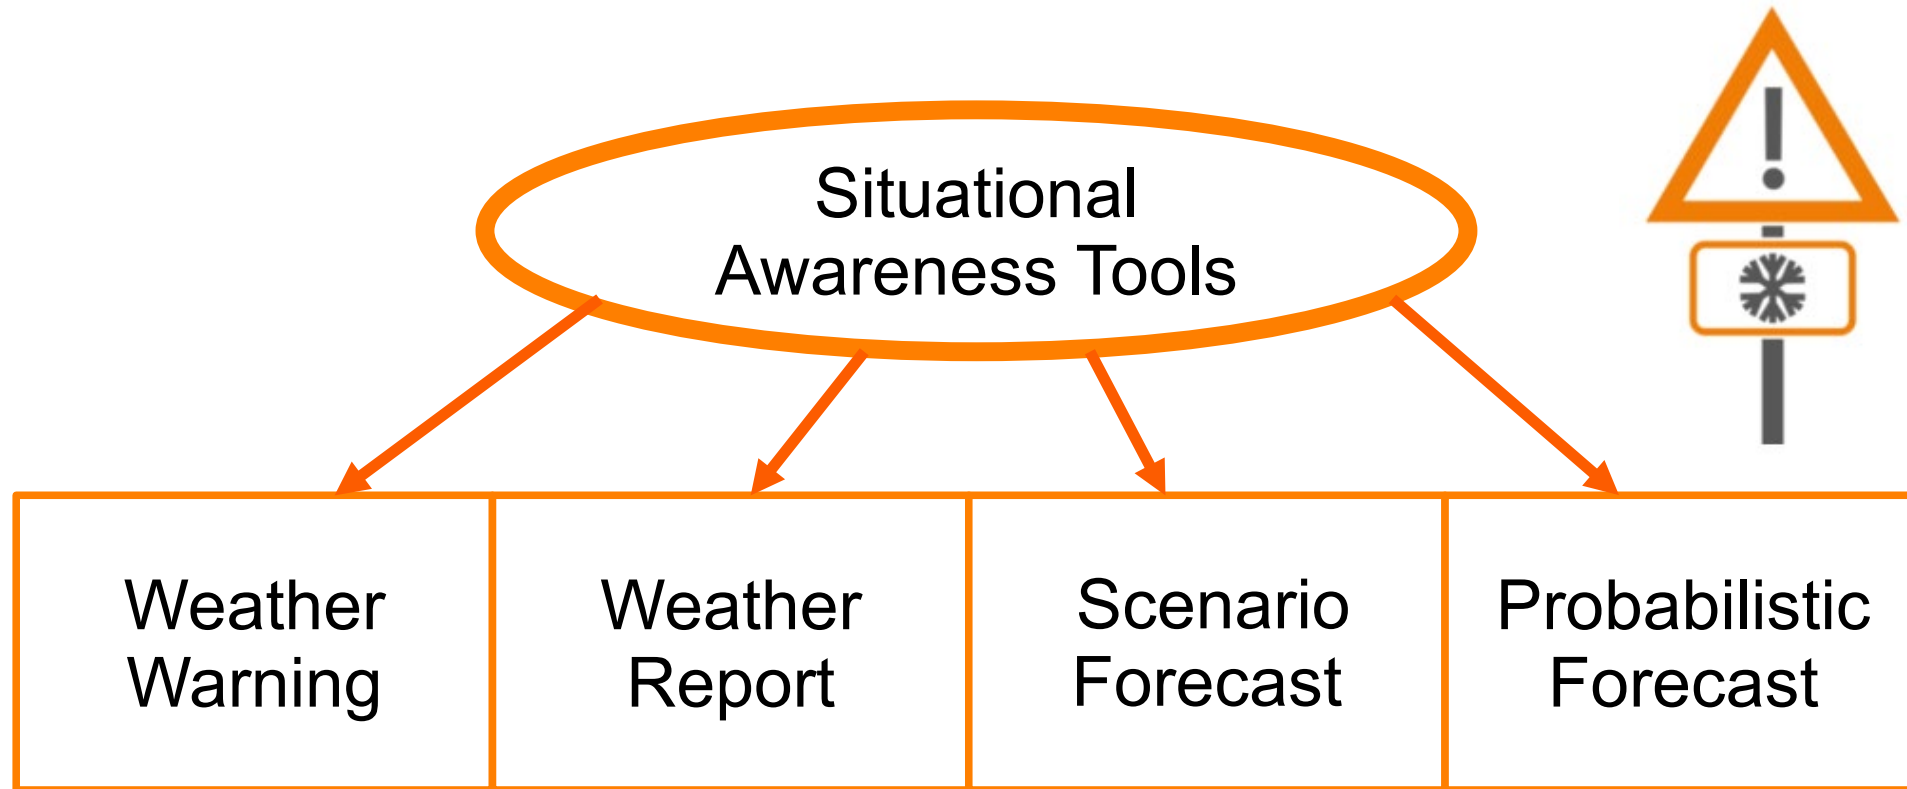 Situational
Awareness Tools
Weather
Warning
Weather
Report
Scenario
Forecast
Probabilistic
Forecast